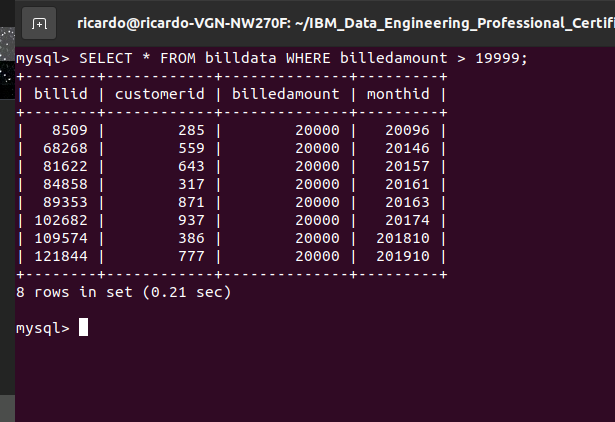 ricardo@ricardo-VGN-NW270F: ~/IBM_Data_Engineering_Professional_Certifi
mysql> SELECT * FROM billdata WHERE billedamount > 19999;
+--------+------------+--------------+---------+
| billid | customerid | billedamount | monthid |
+--------+------------+--------------+---------+
|   8509 |        285 |        20000 |   20096 |
|  68268 |        559 |        20000 |   20146 |
|  81622 |        643 |        20000 |   20157 |
|  84858 |        317 |        20000 |   20161 |
|  89353 |        871 |        20000 |   20163 |
| 102682 |        937 |        20000 |   20174 |
| 109574 |        386 |        20000 |  201810 |
| 121844 |        777 |        20000 |  201910 |
+--------+------------+--------------+---------+
8 rows in set (0.21 sec)
mysql>